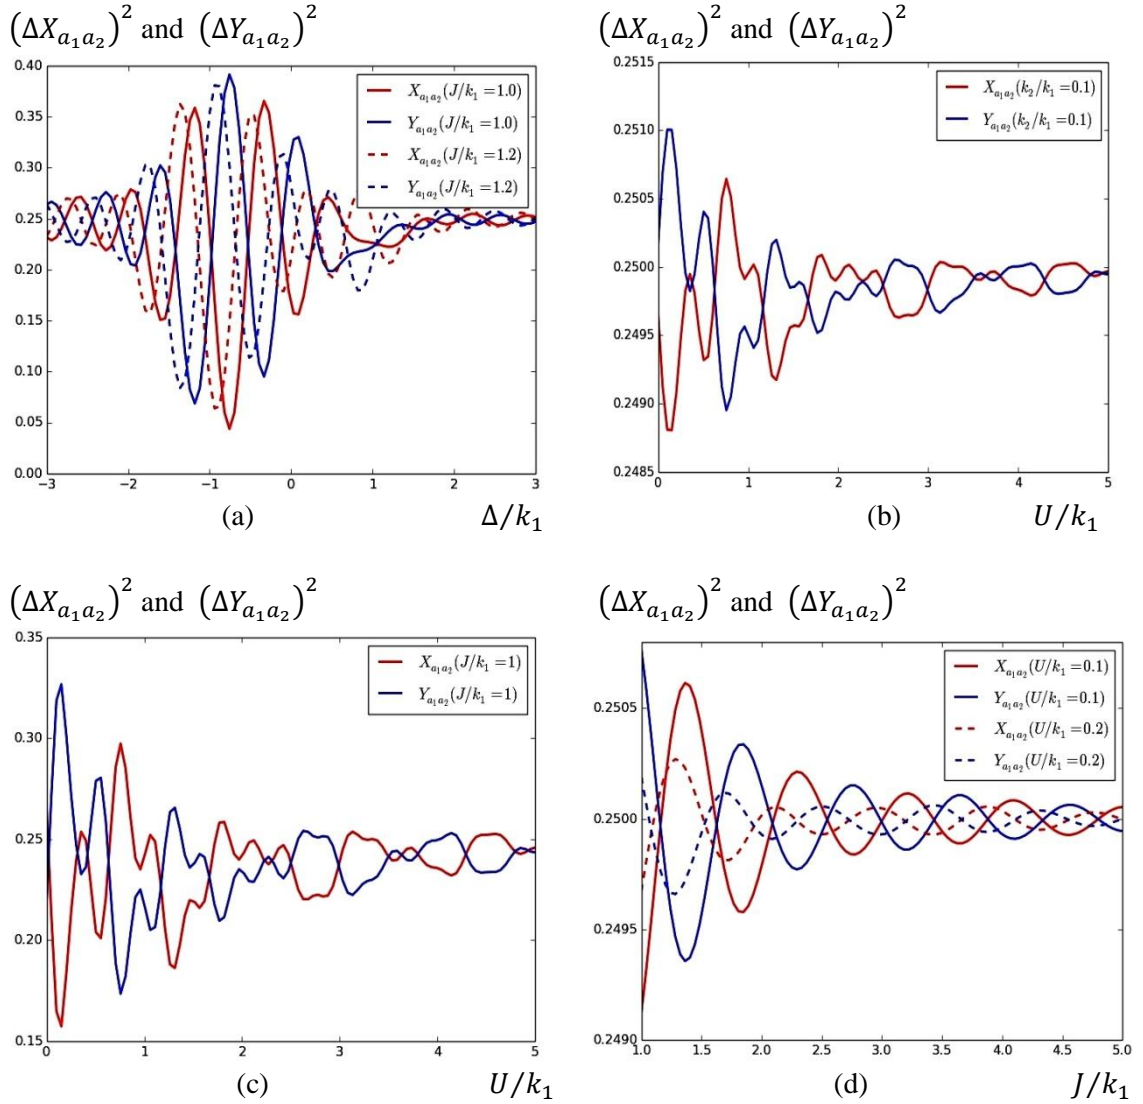 (ΔX_{a₁a₂})² and (ΔY_{a₁a₂})²
0.40
0.35
0.30
0.25
0.20
0.15
0.10
0.05
0.00
X_{a₁a₂}(J/k₁=1.0)
Y_{a₁a₂}(J/k₁=1.0)
X_{a₁a₂}(J/k₁=1.2)
Y_{a₁a₂}(J/k₁=1.2)
−3 −2 −1 0 1 2 3
(a) Δ/k₁
(ΔX_{a₁a₂})² and (ΔY_{a₁a₂})²
0.2515
0.2510
0.2505
0.2500
0.2495
0.2490
0.2485
X_{a₁a₂}(k₂/k₁=0.1)
Y_{a₁a₂}(k₂/k₁=0.1)
0 1 2 3 4 5
(b) U/k₁
(ΔX_{a₁a₂})² and (ΔY_{a₁a₂})²
0.35
0.30
0.25
0.20
0.15
X_{a₁a₂}(J/k₁=1)
Y_{a₁a₂}(J/k₁=1)
0 1 2 3 4 5
(c) U/k₁
(ΔX_{a₁a₂})² and (ΔY_{a₁a₂})²
0.2505
0.2500
0.2495
0.2490
X_{a₁a₂}(U/k₁=0.1)
Y_{a₁a₂}(U/k₁=0.1)
X_{a₁a₂}(U/k₁=0.2)
Y_{a₁a₂}(U/k₁=0.2)
1.0 1.5 2.0 2.5 3.0 3.5 4.0 4.5 5.0
(d) J/k₁